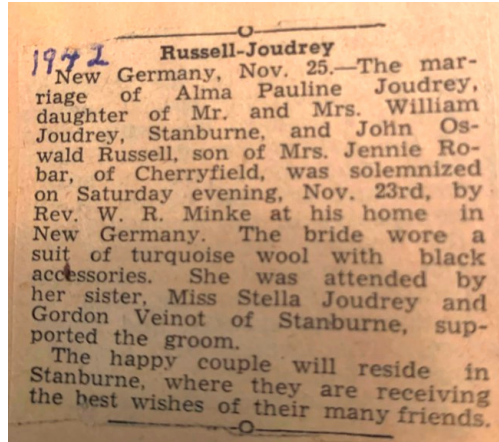 1942
Russell-Joudrey
New Germany, Nov. 25.—The mar-
riage of Alma Pauline Joudrey,
daughter of Mr. and Mrs. William
Joudrey, Stanburne, and John Os-
wald Russell, son of Mrs. Jennie Ro-
bar, of Cherryfield, was solemnized
on Saturday evening, Nov. 23rd, by
Rev. W. R. Minke at his home in
New Germany. The bride wore a
suit of turquoise wool with black
accessories. She was attended by
her sister, Miss Stella Joudrey and
Gordon Veinot of Stanburne, sup-
ported the groom.
The happy couple will reside in
Stanburne, where they are receiving
the best wishes of their many friends.